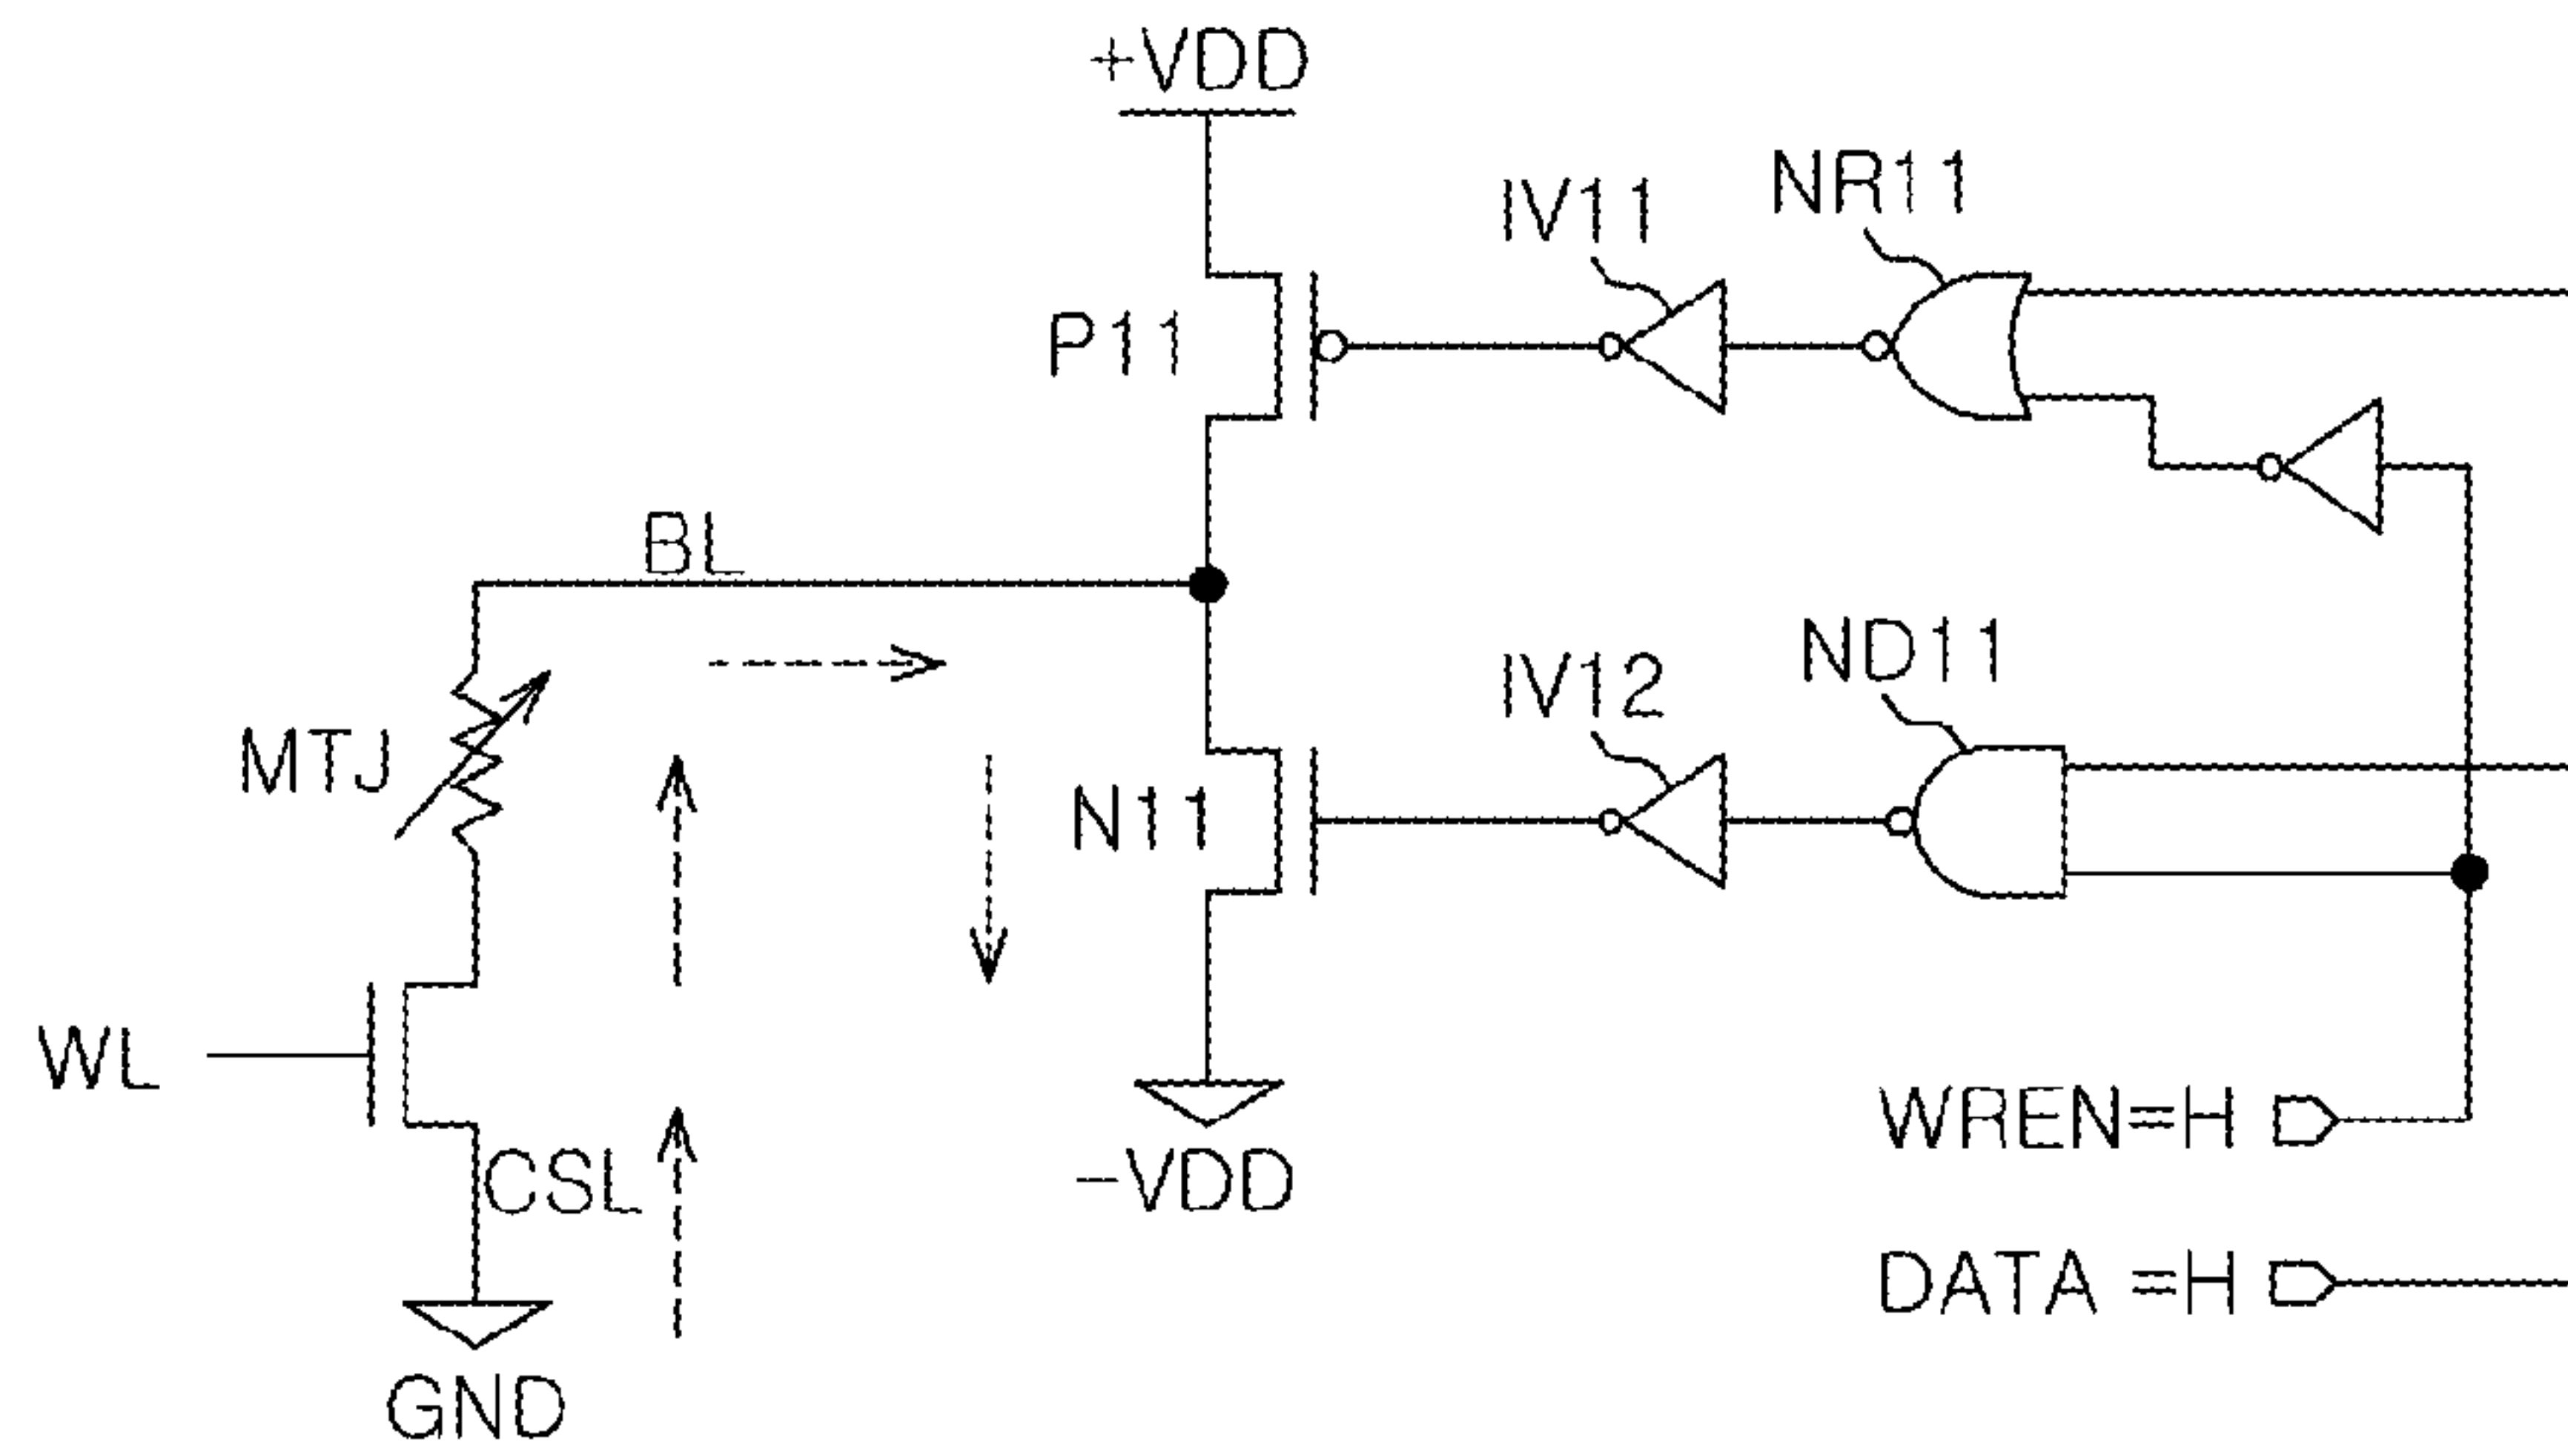 +VDD
NR11
IV11
P11
BL
ND11
IV12
MTJ
N11
WL
WREN=H
CSL
-VDD
DATA =H
GND